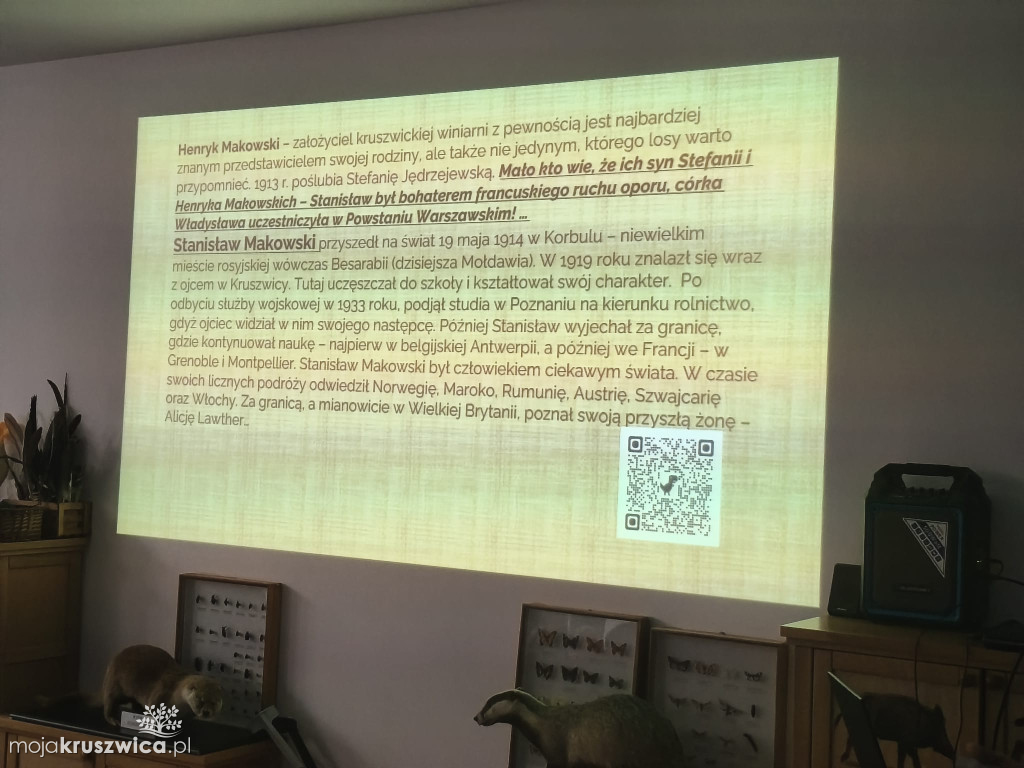 Henryk Makowski – założyciel kruszwickiej winiarni z pewnością jest najbardziej
znanym przedstawicielem swojej rodziny, ale także nie jedynym, którego losy warto
przypomnieć. 1913 r. poślubia Stefanię Jędrzejewską. Mało kto wie, że ich syn Stefanii i
Henryka Makowskich – Stanisław był bohaterem francuskiego ruchu oporu, córka
Władysława uczestniczyła w Powstaniu Warszawskim! ...
Stanisław Makowski przyszedł na świat 19 maja 1914 w Korbulu – niewielkim
mieście rosyjskiej wówczas Besarabii (dzisiejsza Mołdawia). W 1919 roku znalazł się wraz
z ojcem w Kruszwicy. Tutaj uczęszczał do szkoły i kształtował swój charakter. Po
odbyciu służby wojskowej w 1933 roku, podjął studia w Poznaniu na kierunku rolnictwo,
gdyż ojciec widział w nim swojego następcę. Później Stanisław wyjechał za granicę,
gdzie kontynuował naukę – najpierw w belgijskiej Antwerpii, a później we Francji – w
Grenoble i Montpellier. Stanisław Makowski był człowiekiem ciekawym świata. W czasie
swoich licznych podróży odwiedził Norwegię, Maroko, Rumunię, Austrię, Szwajcarię
oraz Włochy. Za granicą, a mianowicie w Wielkiej Brytanii, poznał swoją przyszłą żonę –
Alicję Lawther..
mojakruszwica.pl